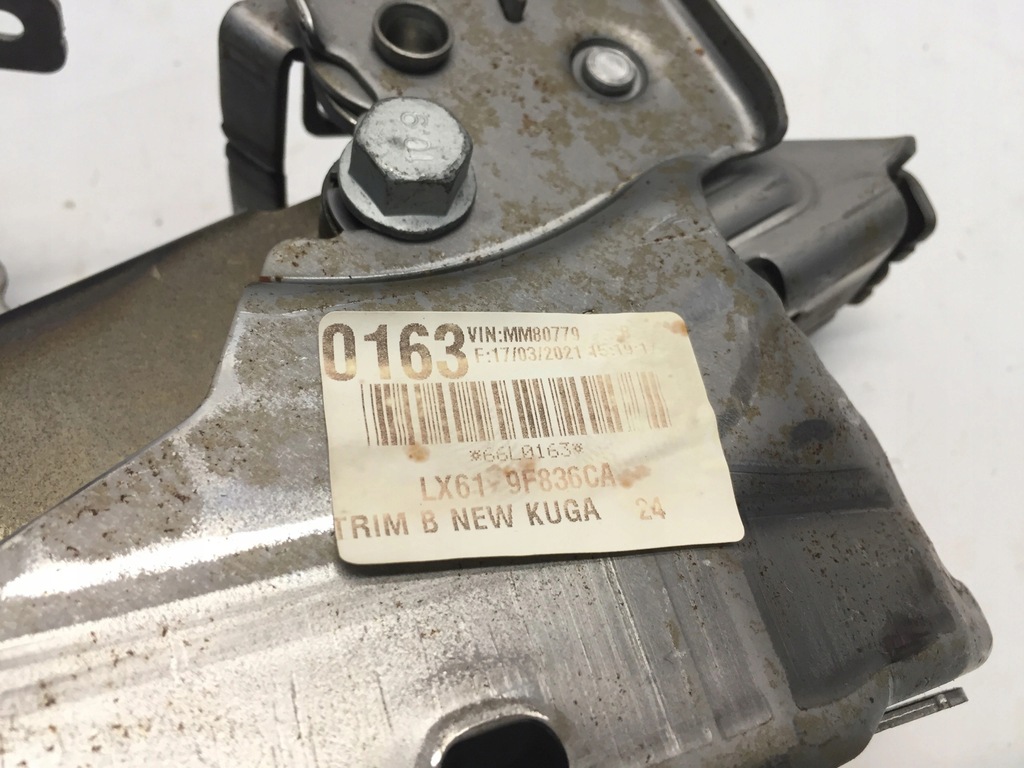 10.9
0163 VIN:MM80779
F:17/03/2021
*66L0163*
LX61-9F836CA
TRIM B NEW KUGA 24